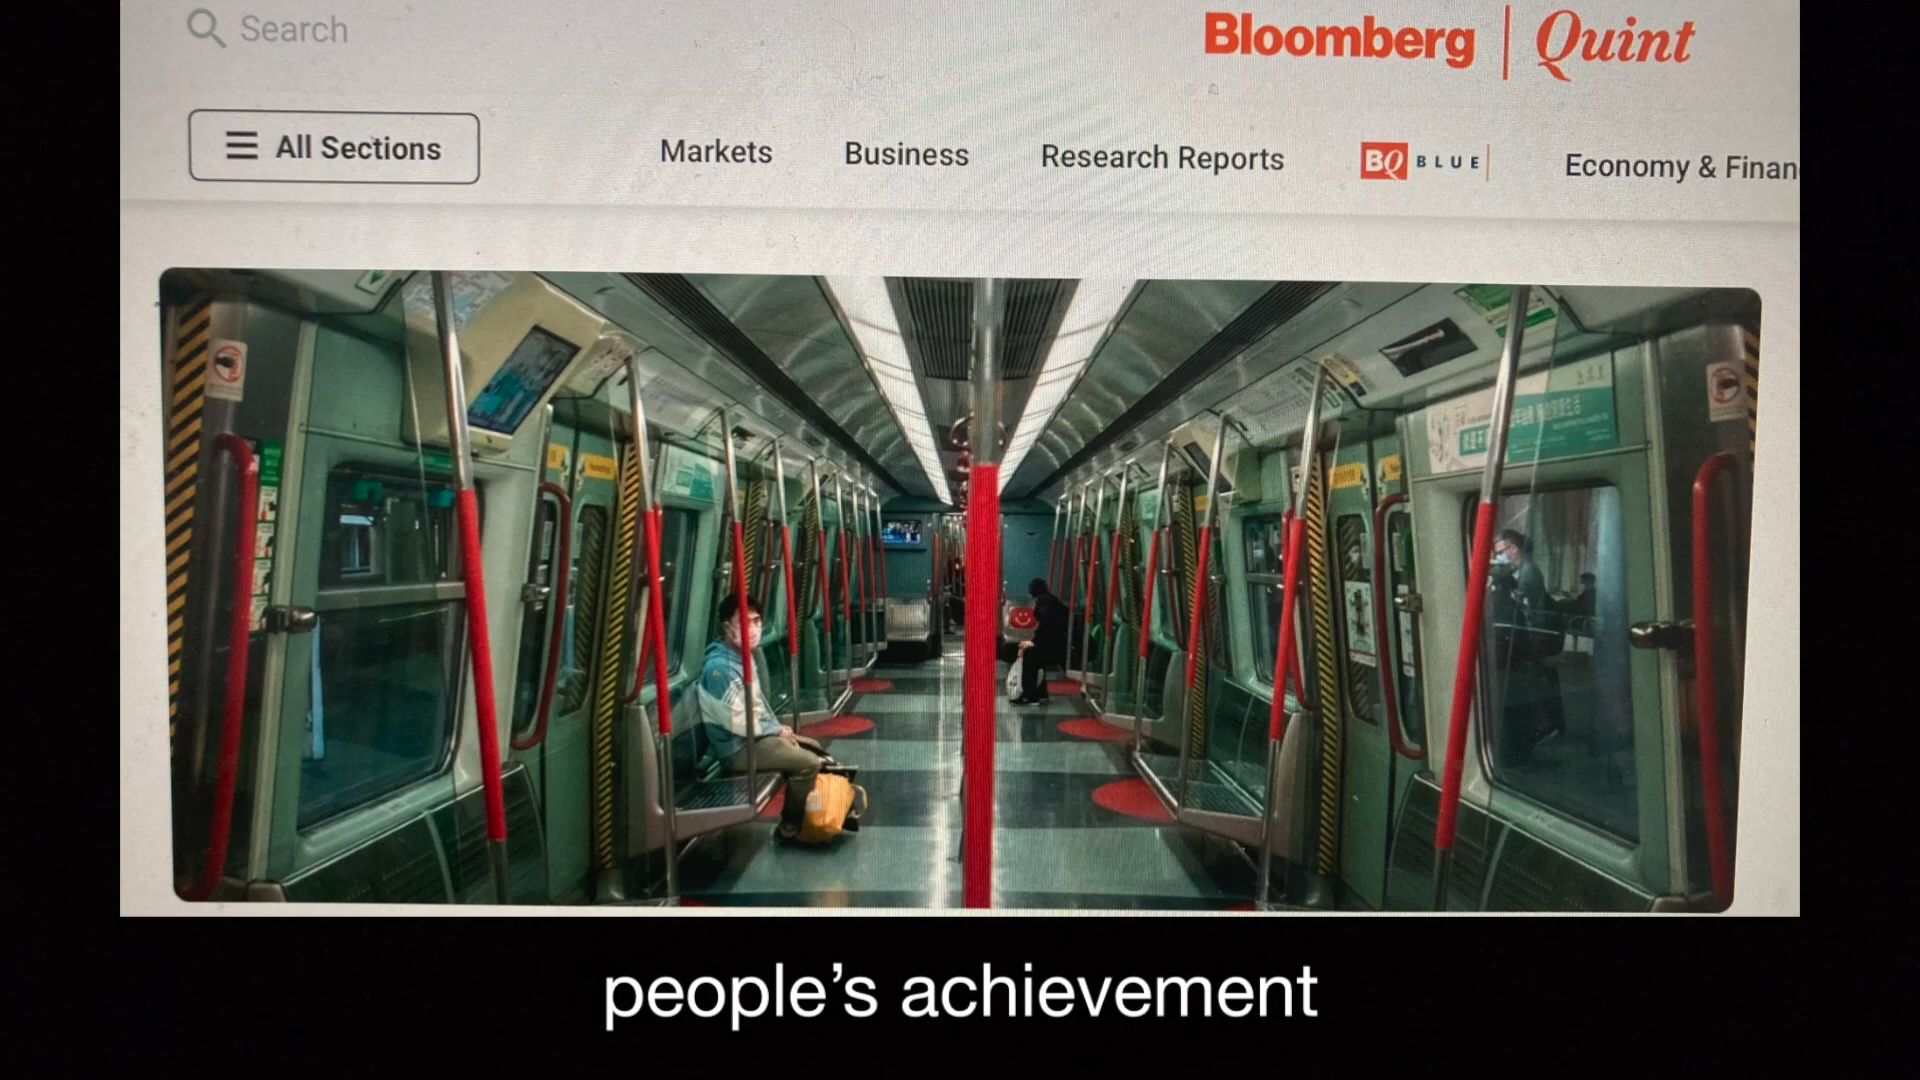 Search
Bloomberg | Quint
All Sections
Markets
Business
Research Reports
BQ BLUE
Economy & Finan
people’s achievement